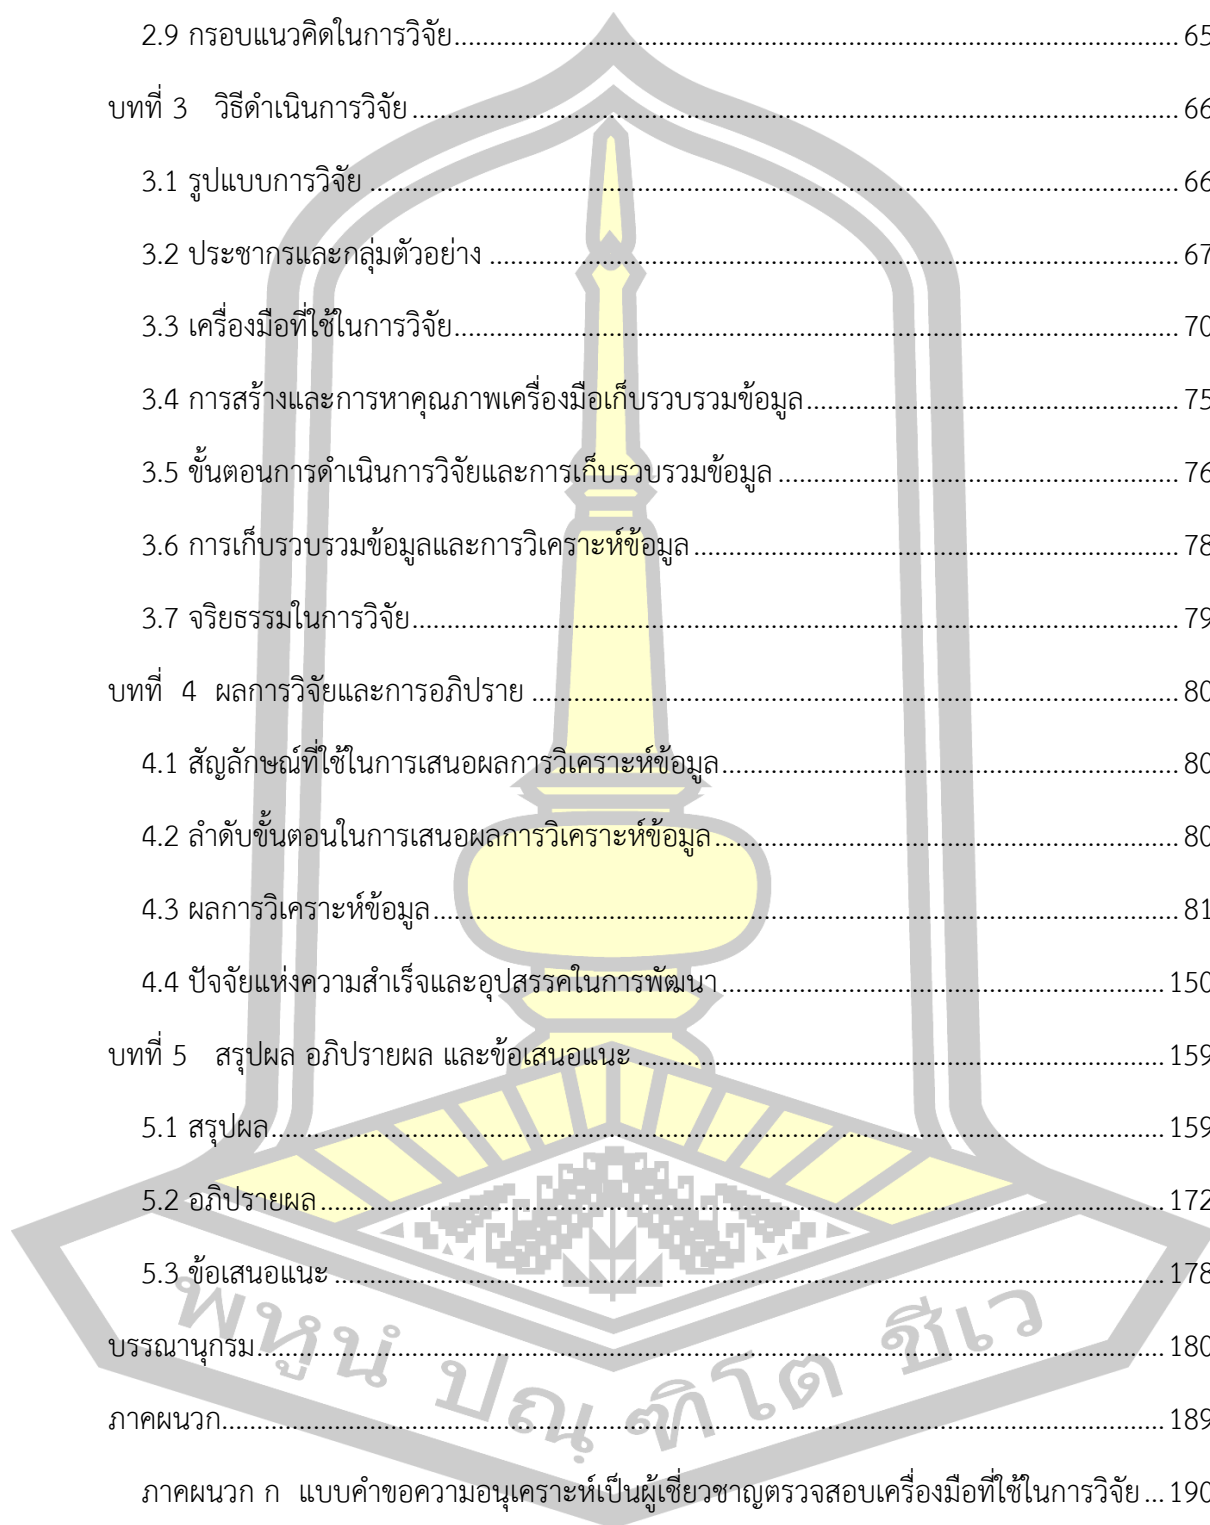 2.9 กรอบแนวคิดในการวิจัย........................................................................ 65
บทที่ 3 วิธีดำเนินการวิจัย........................................................................ 66
3.1 รูปแบบการวิจัย........................................................................ 66
3.2 ประชากรและกลุ่มตัวอย่าง........................................................................ 67
3.3 เครื่องมือที่ใช้ในการวิจัย........................................................................ 70
3.4 การสร้างและการหาคุณภาพเครื่องมือเก็บรวบรวมข้อมูล........................................ 75
3.5 ขั้นตอนการดำเนินการวิจัยและการเก็บรวบรวมข้อมูล........................................ 76
3.6 การเก็บรวบรวมข้อมูลและการวิเคราะห์ข้อมูล................................................ 78
3.7 จริยธรรมในการวิจัย........................................................................ 79
บทที่ 4 ผลการวิจัยและการอภิปราย................................................................ 80
4.1 สัญลักษณ์ที่ใช้ในการเสนอผลการวิเคราะห์ข้อมูล................................................ 80
4.2 ลำดับขั้นตอนในการเสนอผลการวิเคราะห์ข้อมูล................................................ 80
4.3 ผลการวิเคราะห์ข้อมูล........................................................................ 81
4.4 ปัจจัยแห่งความสำเร็จและอุปสรรคในการพัฒนา................................................ 150
บทที่ 5 สรุปผล อภิปรายผล และข้อเสนอแนะ........................................................ 159
5.1 สรุปผล........................................................................ 159
5.2 อภิปรายผล........................................................................ 172
5.3 ข้อเสนอแนะ........................................................................ 178
บรรณานุกรม........................................................................ 180
ภาคผนวก........................................................................ 189
ภาคผนวก ก แบบคำขอความอนุเคราะห์เป็นผู้เชี่ยวชาญตรวจสอบเครื่องมือที่ใช้ในการวิจัย... 190
พหูนํ ปณฺฑิโต ชีเว